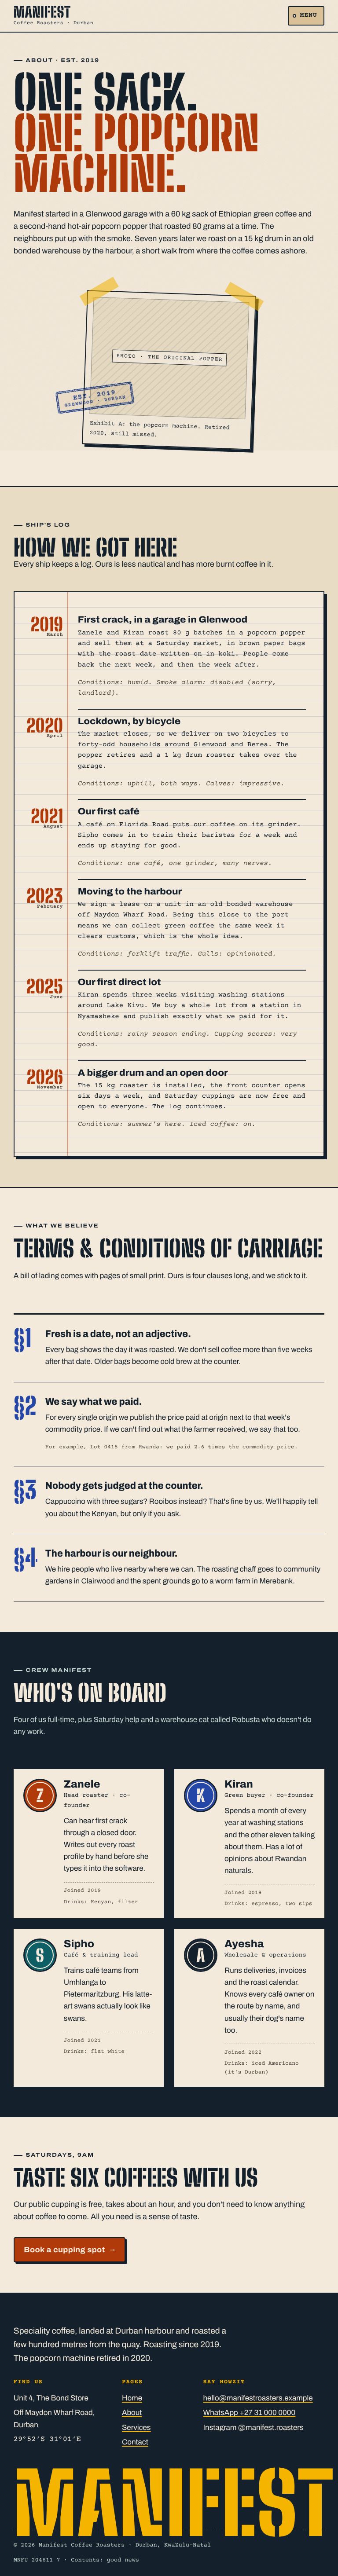 MANIFEST
Coffee Roasters · Durban
MENU
ABOUT · EST. 2019
ONE SACK.
ONE POPCORN
MACHINE.
Manifest started in a Glenwood garage with a 60 kg sack of Ethiopian green coffee and
a second-hand hot-air popcorn popper that roasted 80 grams at a time. The
neighbours put up with the smoke. Seven years later we roast on a 15 kg drum in an old
bonded warehouse by the harbour, a short walk from where the coffee comes ashore.
PHOTO · THE ORIGINAL POPPER
EST. 2019
GLENWOOD · DURBAN
Exhibit A: the popcorn machine. Retired
2020, still missed.
SHIP'S LOG
HOW WE GOT HERE
Every ship keeps a log. Ours is less nautical and has more burnt coffee in it.
2019
March
First crack, in a garage in Glenwood
Zanele and Kiran roast 80 g batches in a popcorn popper
and sell them at a Saturday market, in brown paper bags
with the roast date written on in koki. People come
back the next week, and then the week after.
Conditions: humid. Smoke alarm: disabled (sorry,
landlord).
2020
April
Lockdown, by bicycle
The market closes, so we deliver on two bicycles to
forty-odd households around Glenwood and Berea. The
popper retires and a 1 kg drum roaster takes over the
garage.
Conditions: uphill, both ways. Calves: impressive.
2021
August
Our first café
A café on Florida Road puts our coffee on its grinder.
Sipho comes in to train their baristas for a week and
ends up staying for good.
Conditions: one café, one grinder, many nerves.
2023
February
Moving to the harbour
We sign a lease on a unit in an old bonded warehouse
off Maydon Wharf Road. Being this close to the port
means we can collect green coffee the same week it
clears customs, which is the whole idea.
Conditions: forklift traffic. Gulls: opinionated.
2025
June
Our first direct lot
Kiran spends three weeks visiting washing stations
around Lake Kivu. We buy a whole lot from a station in
Nyamasheke and publish exactly what we paid for it.
Conditions: rainy season ending. Cupping scores: very
good.
2026
November
A bigger drum and an open door
The 15 kg roaster is installed, the front counter opens
six days a week, and Saturday cuppings are now free and
open to everyone. The log continues.
Conditions: summer's here. Iced coffee: on.
WHAT WE BELIEVE
TERMS & CONDITIONS OF CARRIAGE
A bill of lading comes with pages of small print. Ours is four clauses long, and we stick to it.
§1
Fresh is a date, not an adjective.
Every bag shows the day it was roasted. We don't sell coffee more than five weeks
after that date. Older bags become cold brew at the counter.
§2
We say what we paid.
For every single origin we publish the price paid at origin next to that week's
commodity price. If we can't find out what the farmer received, we say that too.
For example, Lot 0415 from Rwanda: we paid 2.6 times the commodity price.
§3
Nobody gets judged at the counter.
Cappuccino with three sugars? Rooibos instead? That's fine by us. We'll happily tell
you about the Kenyan, but only if you ask.
§4
The harbour is our neighbour.
We hire people who live nearby where we can. The roasting chaff goes to community
gardens in Clairwood and the spent grounds go to a worm farm in Merebank.
CREW MANIFEST
WHO'S ON BOARD
Four of us full-time, plus Saturday help and a warehouse cat called Robusta who doesn't do
any work.
Z
Zanele
Head roaster · co-
founder
Can hear first crack
through a closed door.
Writes out every roast
profile by hand before she
types it into the software.
Joined 2019
Drinks: Kenyan, filter
K
Kiran
Green buyer · co-founder
Spends a month of every
year at washing stations
and the other eleven talking
about them. Has a lot of
opinions about Rwandan
naturals.
Joined 2019
Drinks: espresso, two sips
S
Sipho
Café & training lead
Trains café teams from
Umhlanga to
Pietermaritzburg. His latte-
art swans actually look like
swans.
Joined 2021
Drinks: flat white
A
Ayesha
Wholesale & operations
Runs deliveries, invoices
and the roast calendar.
Knows every café owner on
the route by name, and
usually their dog's name
too.
Joined 2022
Drinks: iced Americano
(it's Durban)
SATURDAYS, 9AM
TASTE SIX COFFEES WITH US
Our public cupping is free, takes about an hour, and you don't need to know anything
about coffee to come. All you need is a sense of taste.
Book a cupping spot →
Speciality coffee, landed at Durban harbour and roasted a
few hundred metres from the quay. Roasting since 2019.
The popcorn machine retired in 2020.
FIND US
Unit 4, The Bond Store
Off Maydon Wharf Road,
Durban
29°52′S 31°01′E
PAGES
Home
About
Services
Contact
SAY HOWZIT
hello@manifestroasters.example
WhatsApp +27 31 000 0000
Instagram @manifest.roasters
MANIFEST
© 2026 Manifest Coffee Roasters · Durban, KwaZulu-Natal
MNF 204611 7 · Contents: good news